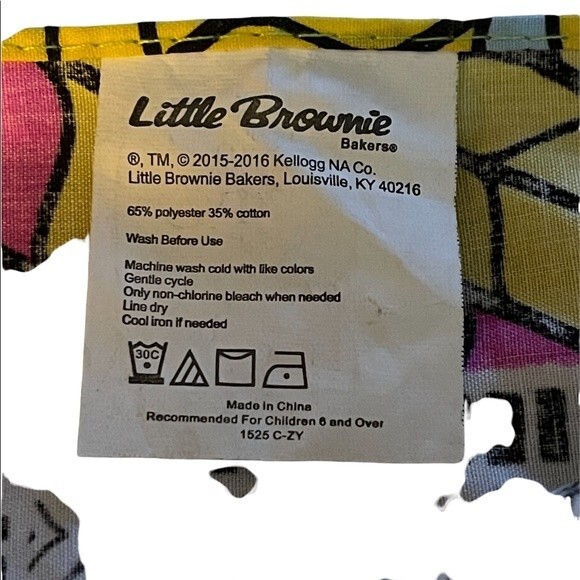 Little Brownie
Bakers®
®, TM, © 2015-2016 Kellogg NA Co.
Little Brownie Bakers, Louisville, KY 40216
65% polyester 35% cotton
Wash Before Use
Machine wash cold with like colors
Gentle cycle
Only non-chlorine bleach when needed
Line dry
Cool iron if needed
30C
Made in China
Recommended For Children 6 and Over
1525 C-ZY